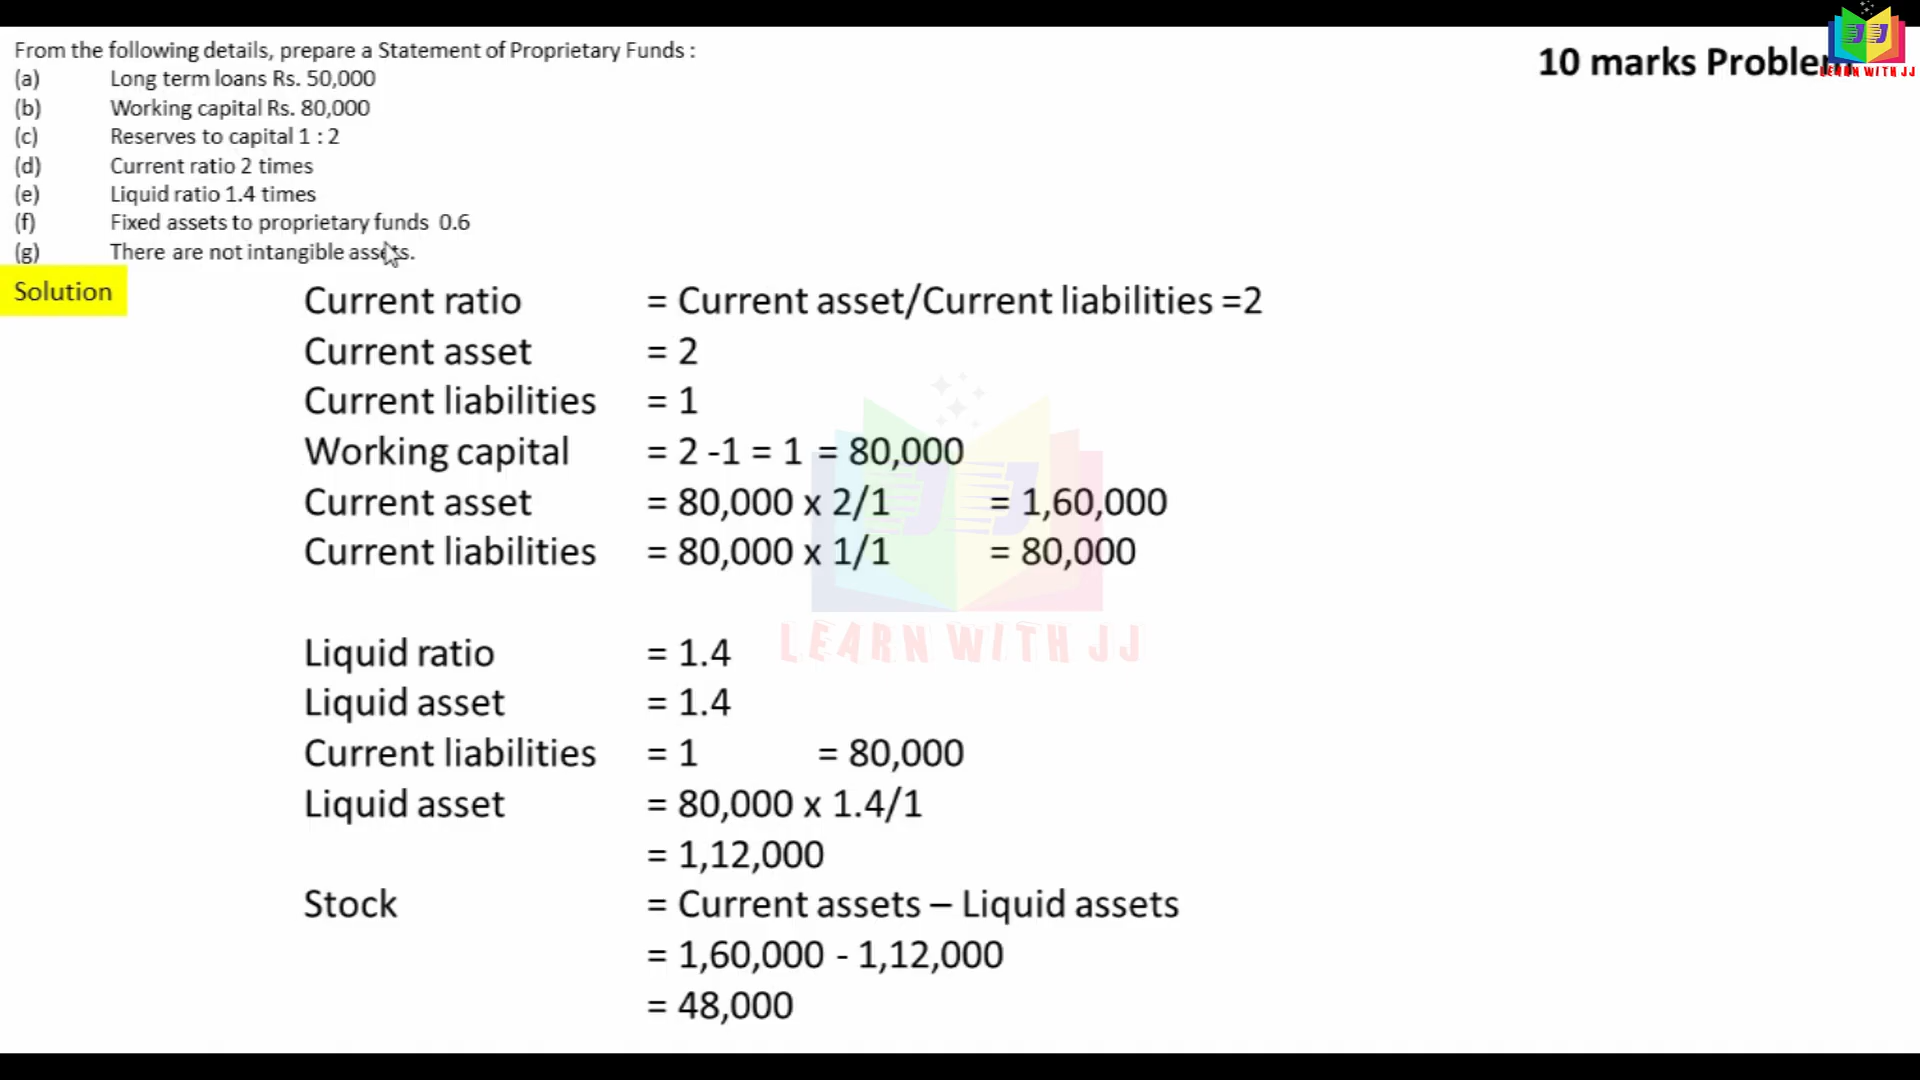 From the following details, prepare a Statement of Proprietary Funds :
(a) Long term loans Rs. 50,000
(b) Working capital Rs. 80,000
(c) Reserves to capital 1 : 2
(d) Current ratio 2 times
(e) Liquid ratio 1.4 times
(f) Fixed assets to proprietary funds 0.6
(g) There are not intangible assets.
10 marks Problem
JJ
LEARN WITH JJ
Solution
Current ratio = Current asset/Current liabilities =2
Current asset = 2
Current liabilities = 1
Working capital = 2 -1 = 1 = 80,000
Current asset = 80,000 x 2/1 = 1,60,000
Current liabilities = 80,000 x 1/1 = 80,000
JJ
LEARN WITH JJ
Liquid ratio = 1.4
Liquid asset = 1.4
Current liabilities = 1 = 80,000
Liquid asset = 80,000 x 1.4/1
= 1,12,000
Stock = Current assets – Liquid assets
= 1,60,000 - 1,12,000
= 48,000